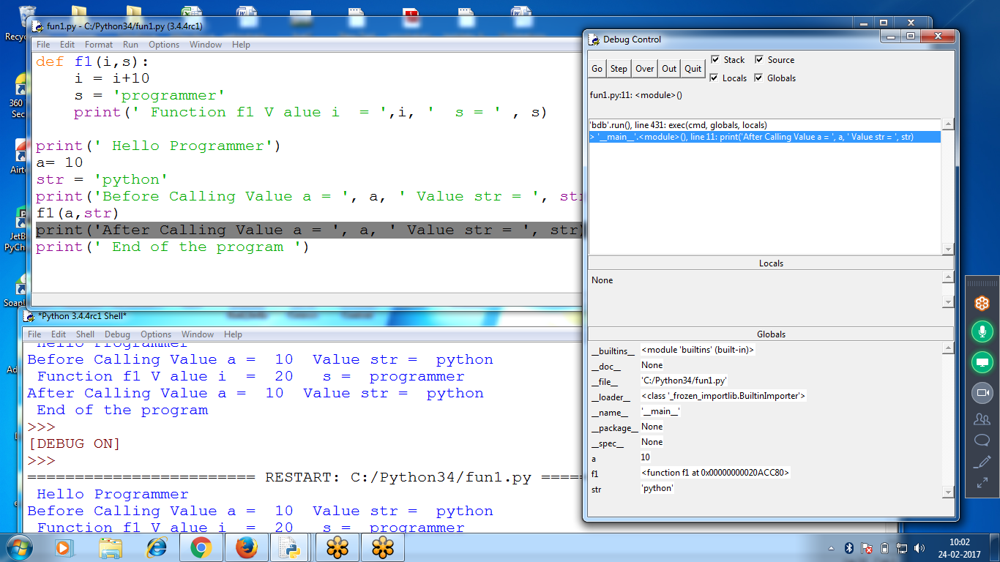 Recyc
360
Sec
Airte
JetB
PyCh
SoapU
Ad
e
fun1.py - C:/Python34/fun1.py (3.4.4rc1)
File Edit Format Run Options Window Help
def f1(i,s):
i = i+10
s = 'programmer'
print(' Function f1 V alue i  = ',i, '  s = ' , s)
print(' Hello Programmer')
a= 10
str = 'python'
print('Before Calling Value a = ', a, ' Value str = ', str
f1(a,str)
print('After Calling Value a = ', a, ' Value str = ', str)
print(' End of the program ')
*Python 3.4.4rc1 Shell*
File Edit Shell Debug Options Window Help
Hello Programmer
Before Calling Value a =  10  Value str =  python
Function f1 V alue i  =  20   s =  programmer
After Calling Value a =  10  Value str =  python
End of the program
>>>
[DEBUG ON]
>>>
======================== RESTART: C:/Python34/fun1.py =====
Hello Programmer
Before Calling Value a =  10  Value str =  python
Function f1 V alue i  =  20   s =  programmer
Debug Control
Go Step Over Out Quit
Stack Source
Locals Globals
fun1.py:11: <module>()
'bdb'.run(), line 431: exec(cmd, globals, locals)
> '__main__'.<module>(), line 11: print('After Calling Value a = ', a, ' Value str = ', str)
Locals
None
Globals
__builtins__ <module 'builtins' (built-in)>
__doc__ None
__file__ 'C:/Python34/fun1.py'
__loader__ <class '_frozen_importlib.BuiltinImporter'>
__name__ '__main__'
__package__ None
__spec__ None
a 10
f1 <function f1 at 0x00000000020ACC80>
str 'python'
10:02
24-02-2017